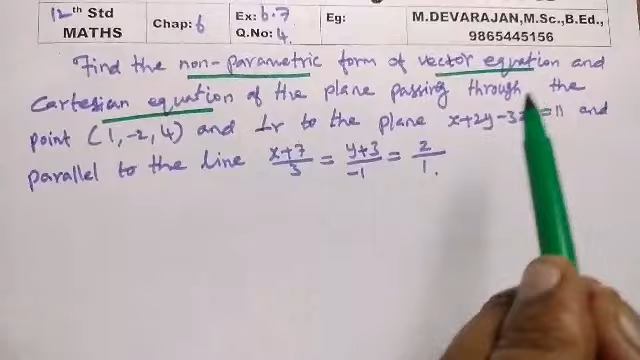 12th Std
MATHS
Chap: 6
Ex: 6.7
Q.No: 4.
Eg:
M.DEVARAJAN,M.Sc.,B.Ed.,
9865445156
Find the non-parametric form of vector equation and
Cartesian equation of the plane passing through the
point (1, -2, 4) and ⊥r to the plane x+2y-3z=11 and
parallel to the line x+7/3 = y+3/-1 = z/1.